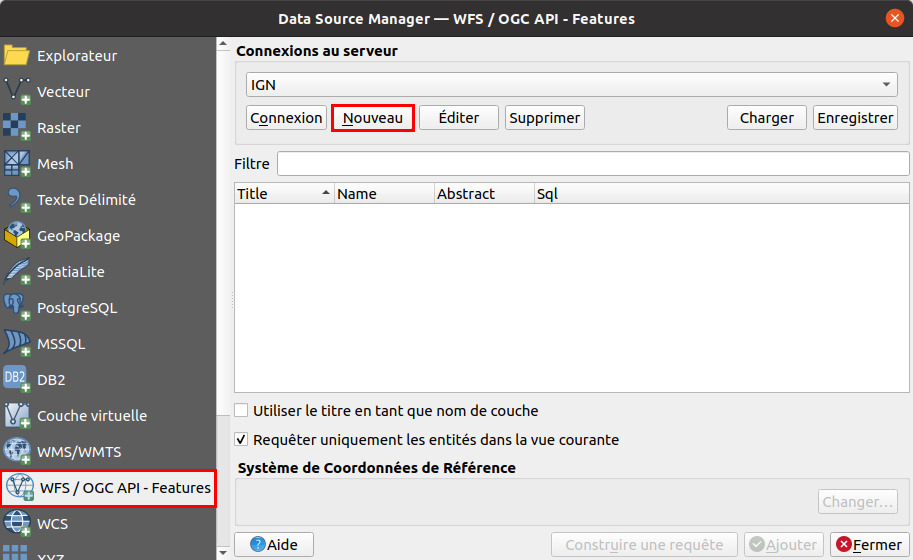 Data Source Manager — WFS / OGC API - Features
Explorateur
Vecteur
Raster
Mesh
Texte Délimité
GeoPackage
SpatiaLite
PostgreSQL
MSSQL
DB2
DB2
Couche virtuelle
WMS/WMTS
WFS / OGC API - Features
WCS
XYZ
Connexions au serveur
IGN
Connexion Nouveau Éditer Supprimer Charger Enregistrer
Filtre
Title Name Abstract Sql
Utiliser le titre en tant que nom de couche
Requêter uniquement les entités dans la vue courante
Système de Coordonnées de Référence
Changer...
Aide Construire une requête Ajouter Fermer